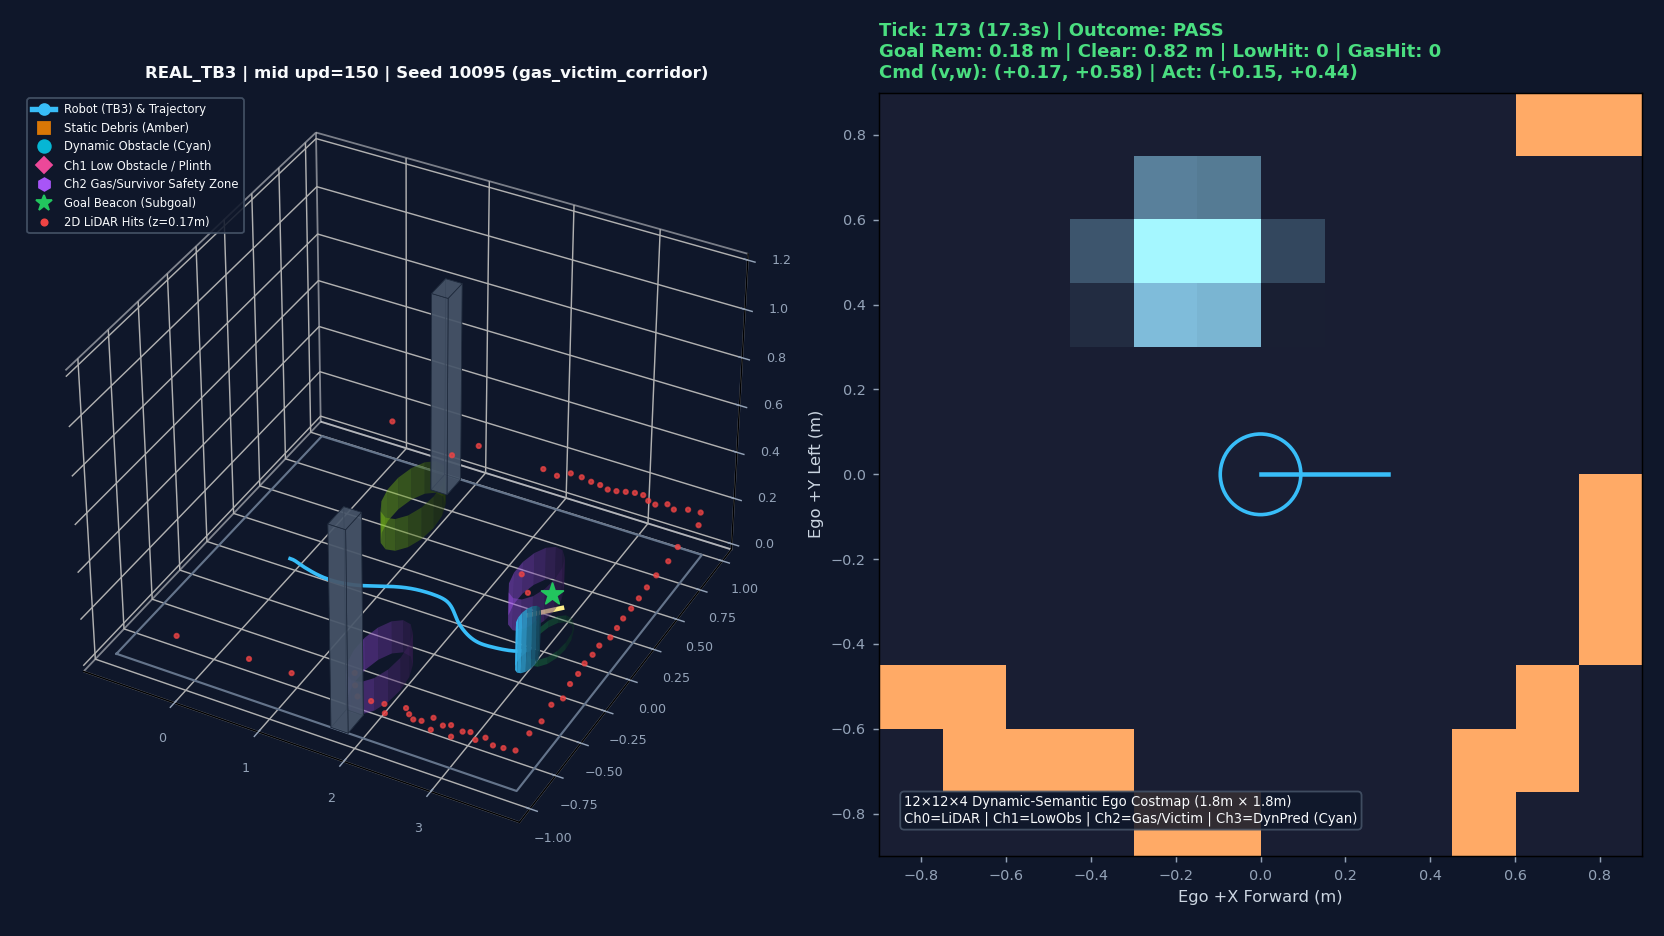 REAL_TB3 | mid upd=150 | Seed 10095 (gas_victim_corridor)
Robot (TB3) & Trajectory
Static Debris (Amber)
Dynamic Obstacle (Cyan)
Ch1 Low Obstacle / Plinth
Ch2 Gas/Survivor Safety Zone
Goal Beacon (Subgoal)
2D LiDAR Hits (z=0.17m)
1.2
1.0
0.8
0.6
0.4
0.2
0.0
1.00
0.75
0.50
0.25
0.00
−0.25
−0.50
−0.75
−1.00
0
1
2
3
Tick: 173 (17.3s) | Outcome: PASS
Goal Rem: 0.18 m | Clear: 0.82 m | LowHit: 0 | GasHit: 0
Cmd (v,w): (+0.17, +0.58) | Act: (+0.15, +0.44)
Ego +Y Left (m)
0.8
0.6
0.4
0.2
0.0
−0.2
−0.4
−0.6
−0.8
12×12×4 Dynamic-Semantic Ego Costmap (1.8m × 1.8m)
Ch0=LiDAR | Ch1=LowObs | Ch2=Gas/Victim | Ch3=DynPred (Cyan)
−0.8 −0.6 −0.4 −0.2 0.0 0.2 0.4 0.6 0.8
Ego +X Forward (m)